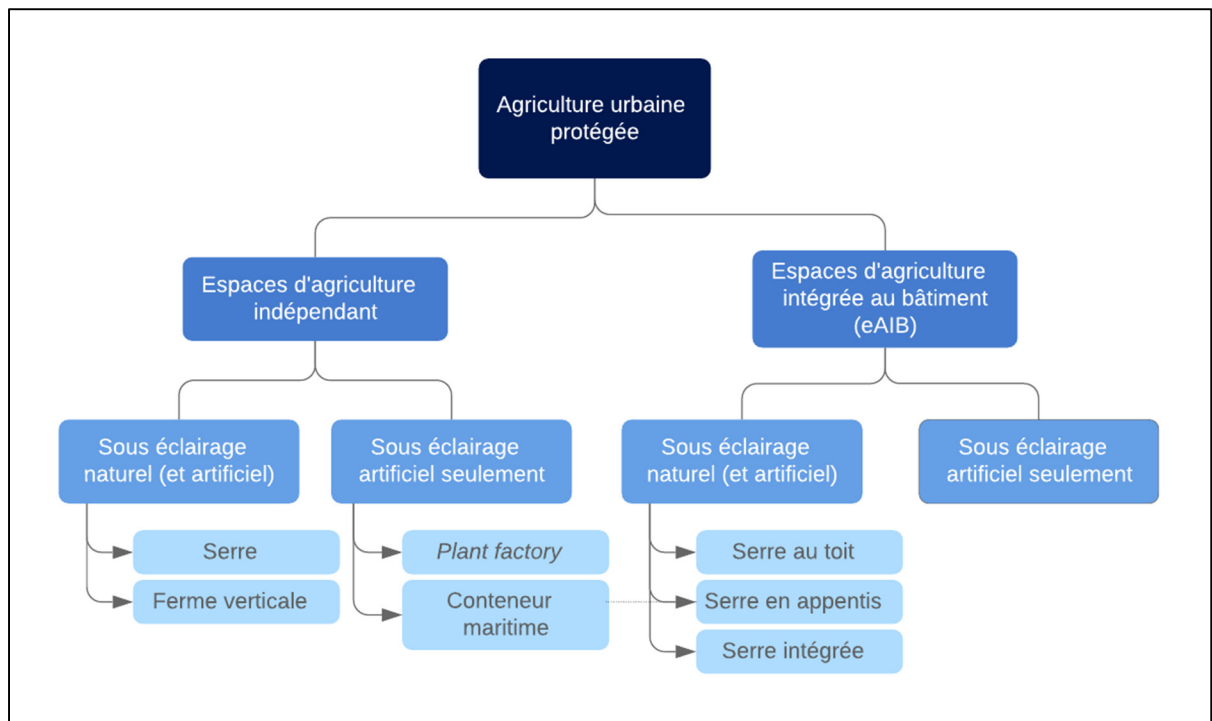 Agriculture urbaine
protégée
Espaces d'agriculture
indépendant
Espaces d'agriculture
intégrée au bâtiment
(eAIB)
Sous éclairage
naturel (et artificiel)
Sous éclairage
artificiel seulement
Sous éclairage
naturel (et artificiel)
Sous éclairage
artificiel seulement
Serre
Ferme verticale
Plant factory
Conteneur
maritime
Serre au toit
Serre en appentis
Serre intégrée